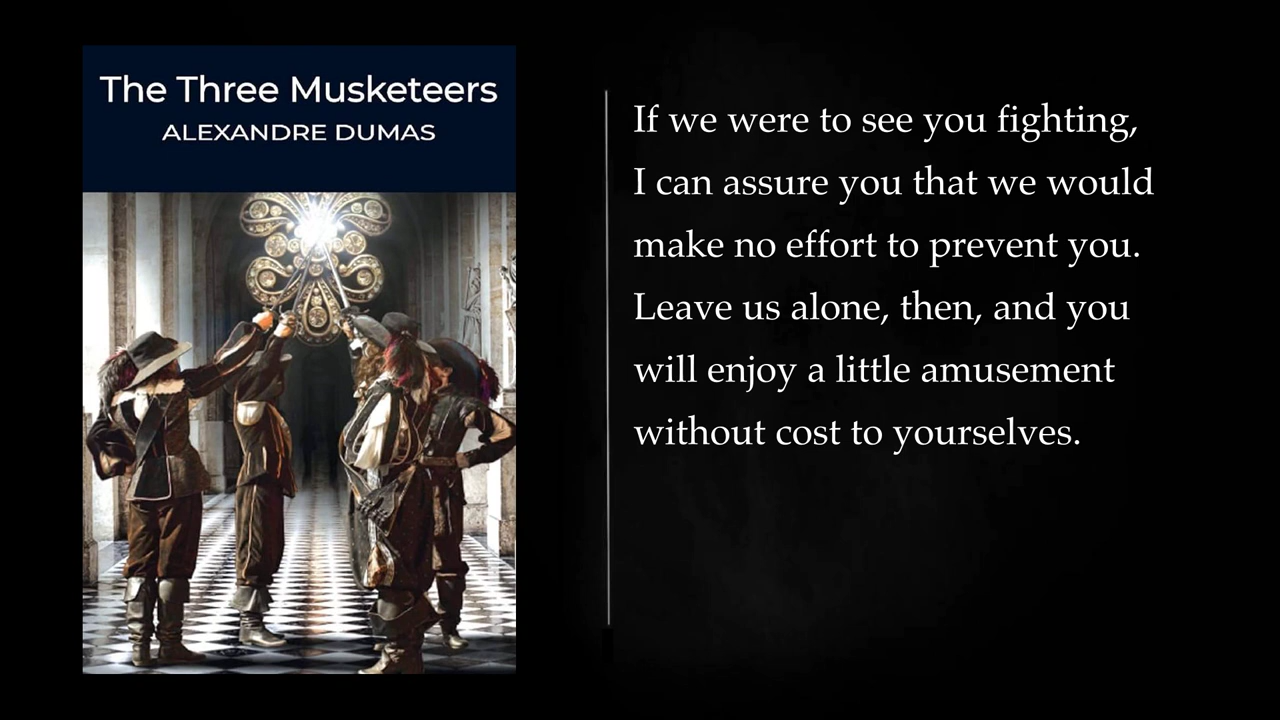 The Three Musketeers
ALEXANDRE DUMAS
If we were to see you fighting,
I can assure you that we would
make no effort to prevent you.
Leave us alone, then, and you
will enjoy a little amusement
without cost to yourselves.